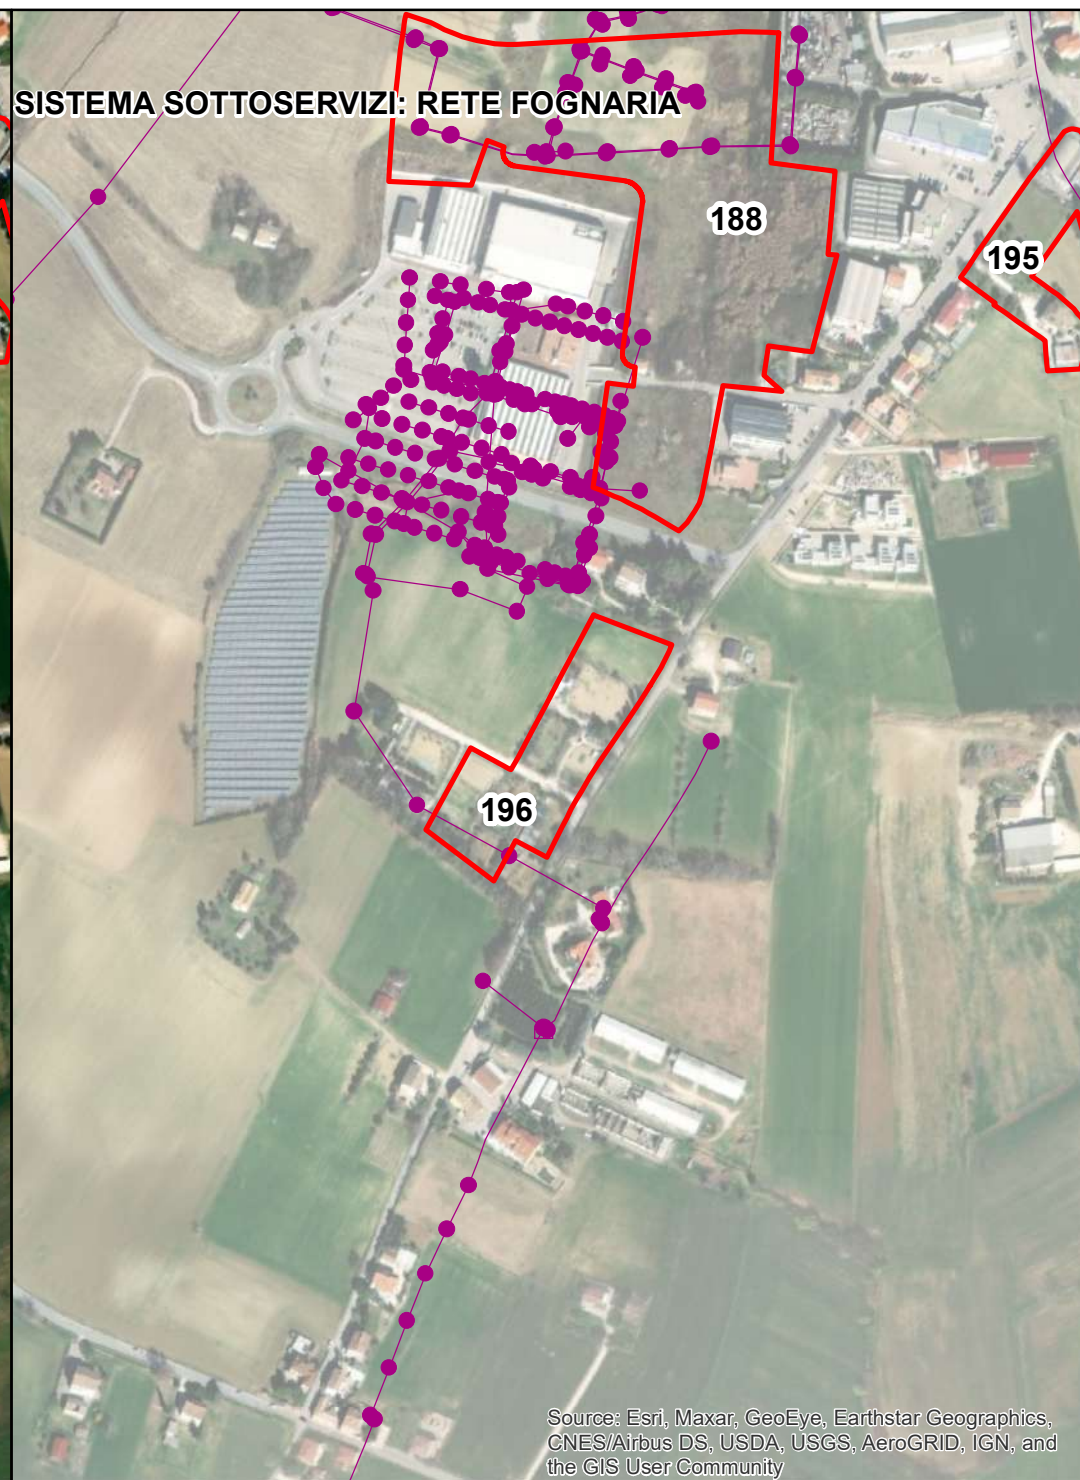 SISTEMA SOTTOSERVIZI: RETE FOGNARIA
188
195
196
Source: Esri, Maxar, GeoEye, Earthstar Geographics,
CNES/Airbus DS, USDA, USGS, AeroGRID, IGN, and
the GIS User Community